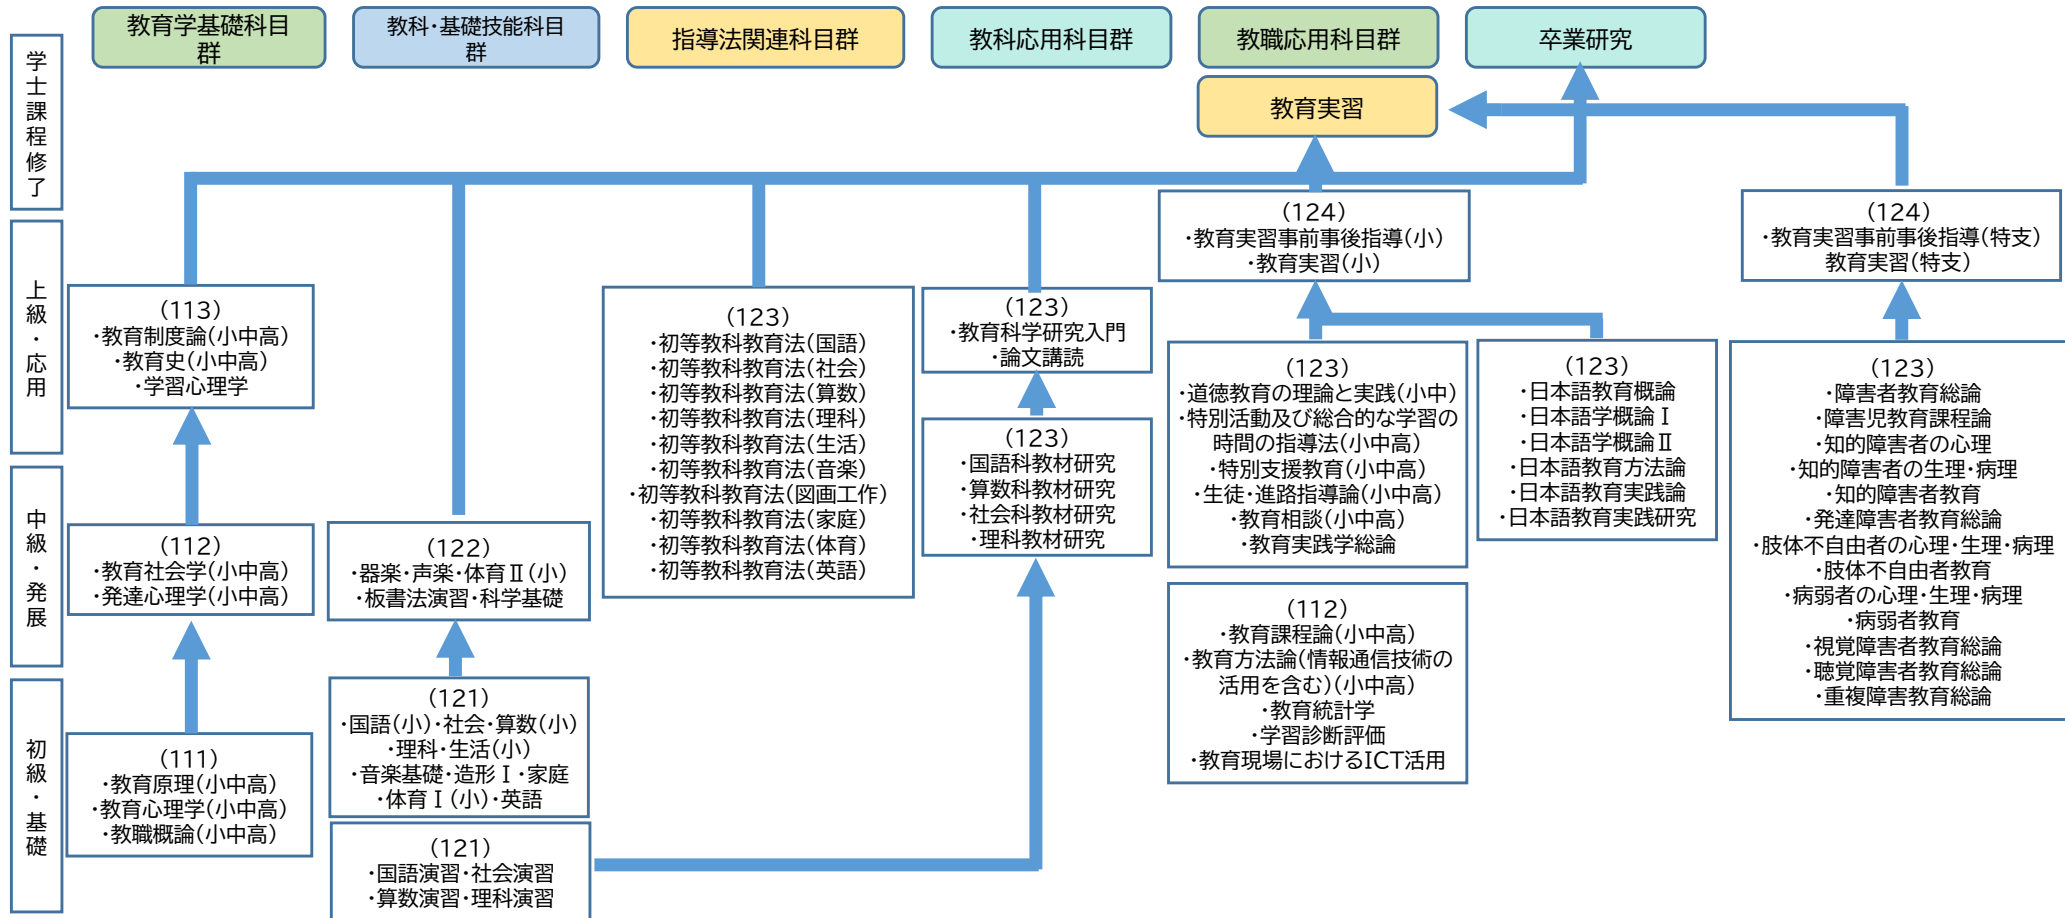 教育学基礎科目
群
教科・基礎技能科目
群
指導法関連科目群
教科応用科目群
教職応用科目群
卒業研究
教育実習
学士課程修了
上級・応用
中級・発展
初級・基礎
(113)
・教育制度論(小中高)
・教育史(小中高)
・学習心理学
(112)
・教育社会学(小中高)
・発達心理学(小中高)
(111)
・教育原理(小中高)
・教育心理学(小中高)
・教職概論(小中高)
(122)
・器楽・声楽・体育Ⅱ(小)
・板書法演習・科学基礎
(121)
・国語(小)・社会・算数(小)
・理科・生活(小)
・音楽基礎・造形Ⅰ・家庭
・体育Ⅰ(小)・英語
(121)
・国語演習・社会演習
・算数演習・理科演習
(123)
・初等教科教育法(国語)
・初等教科教育法(社会)
・初等教科教育法(算数)
・初等教科教育法(理科)
・初等教科教育法(生活)
・初等教科教育法(音楽)
・初等教科教育法(図画工作)
・初等教科教育法(家庭)
・初等教科教育法(体育)
・初等教科教育法(英語)
(123)
・教育科学研究入門
・論文講読
(123)
・国語科教材研究
・算数科教材研究
・社会科教材研究
・理科教材研究
(124)
・教育実習事前事後指導(小)
・教育実習(小)
(123)
・道徳教育の理論と実践(小中)
・特別活動及び総合的な学習の
時間の指導法(小中高)
・特別支援教育(小中高)
・生徒・進路指導論(小中高)
・教育相談(小中高)
・教育実践学総論
(112)
・教育課程論(小中高)
・教育方法論(情報通信技術の
活用を含む)(小中高)
・教育統計学
・学習診断評価
・教育現場におけるICT活用
(123)
・日本語教育概論
・日本語学概論Ⅰ
・日本語学概論Ⅱ
・日本語教育方法論
・日本語教育実践論
・日本語教育実践研究
(124)
・教育実習事前事後指導(特支)
教育実習(特支)
(123)
・障害者教育総論
・障害児教育課程論
・知的障害者の心理
・知的障害者の生理・病理
・知的障害者教育
・発達障害者教育総論
・肢体不自由者の心理・生理・病理
・肢体不自由者教育
・病弱者の心理・生理・病理
・病弱者教育
・視覚障害者教育総論
・聴覚障害者教育総論
・重複障害教育総論